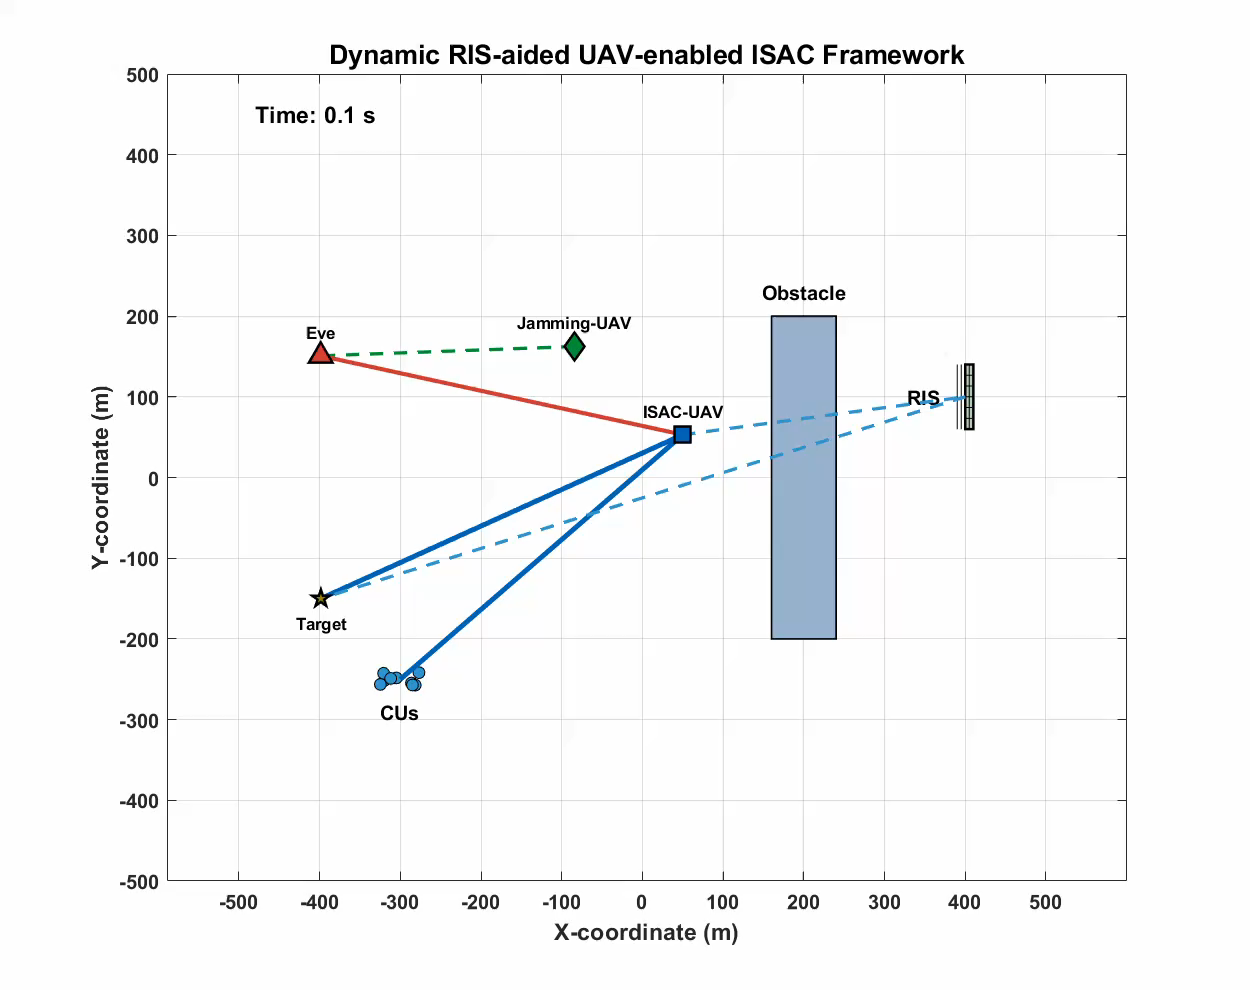 Dynamic RIS-aided UAV-enabled ISAC Framework
Time: 0.1 s
500
400
300
200
100
0
-100
-200
-300
-400
-500
Y-coordinate (m)
Obstacle
Jamming-UAV
Eve
RIS
ISAC-UAV
Target
CUs
-500 -400 -300 -200 -100 0 100 200 300 400 500
X-coordinate (m)